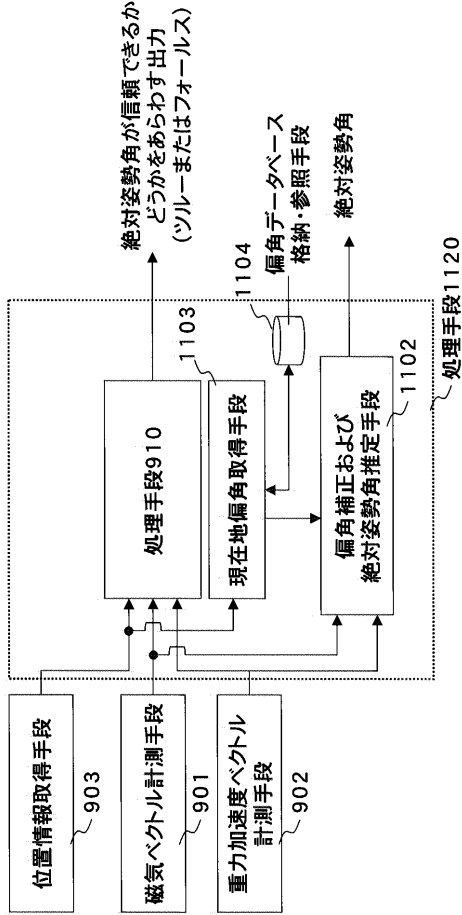 位置情報取得手段
903
磁気ベクトル計測手段
901
重力加速度ベクトル
計測手段
902
処理手段910
現在地偏角取得手段
1103
偏角補正および
絶対姿勢角推定手段
1102
処理手段1120
1104
偏角データベース
格納・参照手段
絶対姿勢角が信頼できるか
どうかをあらわす出力
(ツルーまたはフォールス)
絶対姿勢角